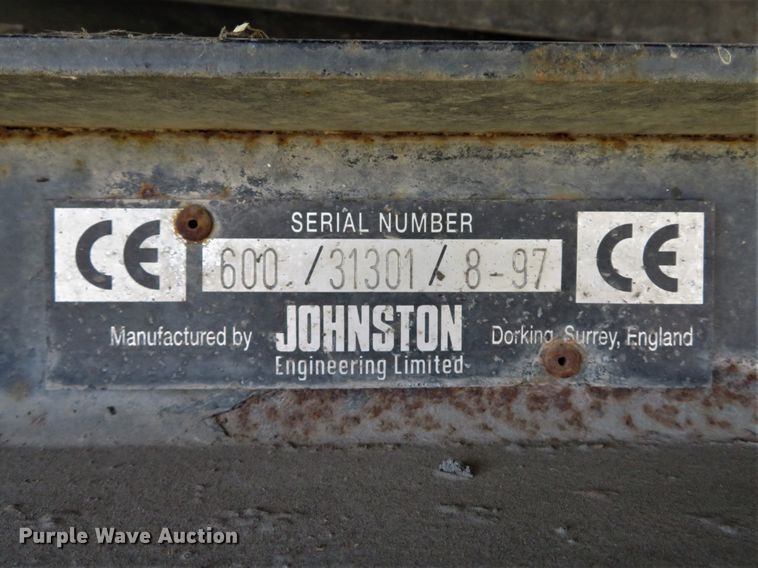 SERIAL NUMBER
CE 600 / 31301 / 8-97 CE
Manufactured by JOHNSTON Dorking, Surrey, England
Engineering Limited
Purple Wave Auction